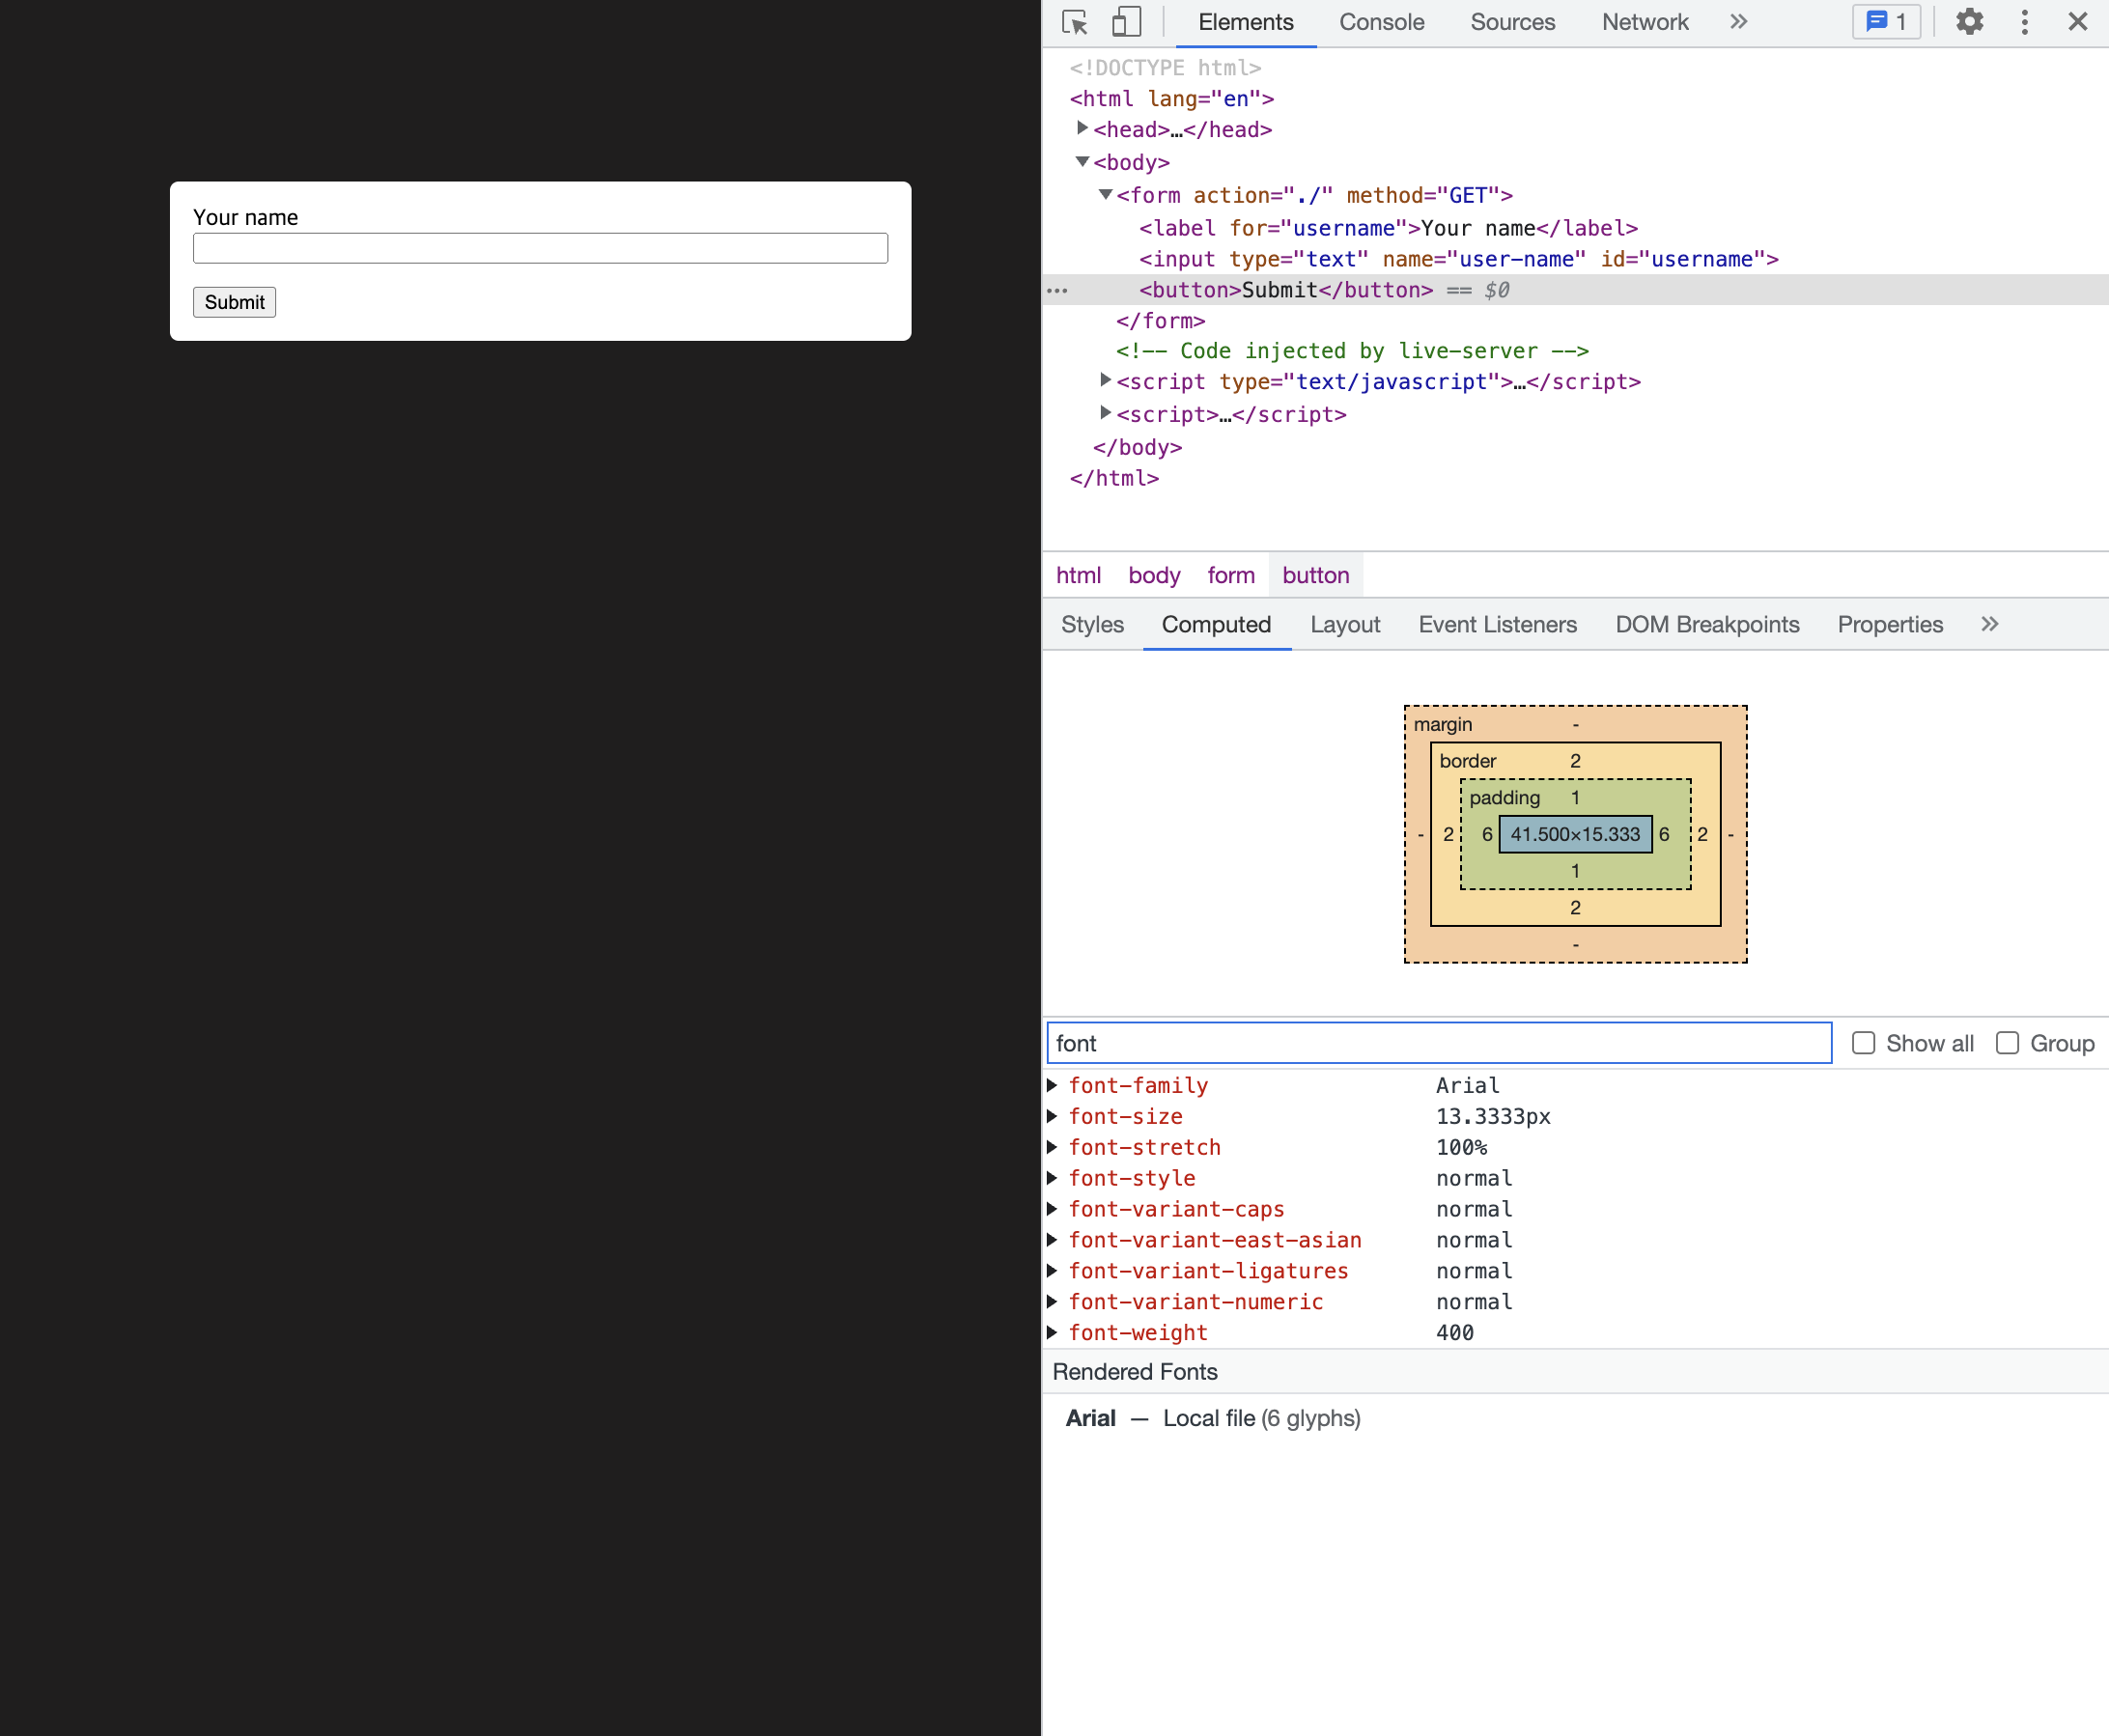 Your name
Submit
Elements Console Sources Network » 1
<!DOCTYPE html>
<html lang="en">
<head>…</head>
<body>
<form action="./" method="GET">
<label for="username">Your name</label>
<input type="text" name="user-name" id="username">
<button>Submit</button> == $0
</form>
<!-- Code injected by live-server -->
<script type="text/javascript">…</script>
<script>…</script>
</body>
</html>
html body form button
Styles Computed Layout Event Listeners DOM Breakpoints Properties »
margin -
border 2
padding 1
- 2 6 41.500×15.333 6 2 -
1
2
-
font Show all Group
font-family Arial
font-size 13.3333px
font-stretch 100%
font-style normal
font-variant-caps normal
font-variant-east-asian normal
font-variant-ligatures normal
font-variant-numeric normal
font-weight 400
Rendered Fonts
Arial — Local file (6 glyphs)